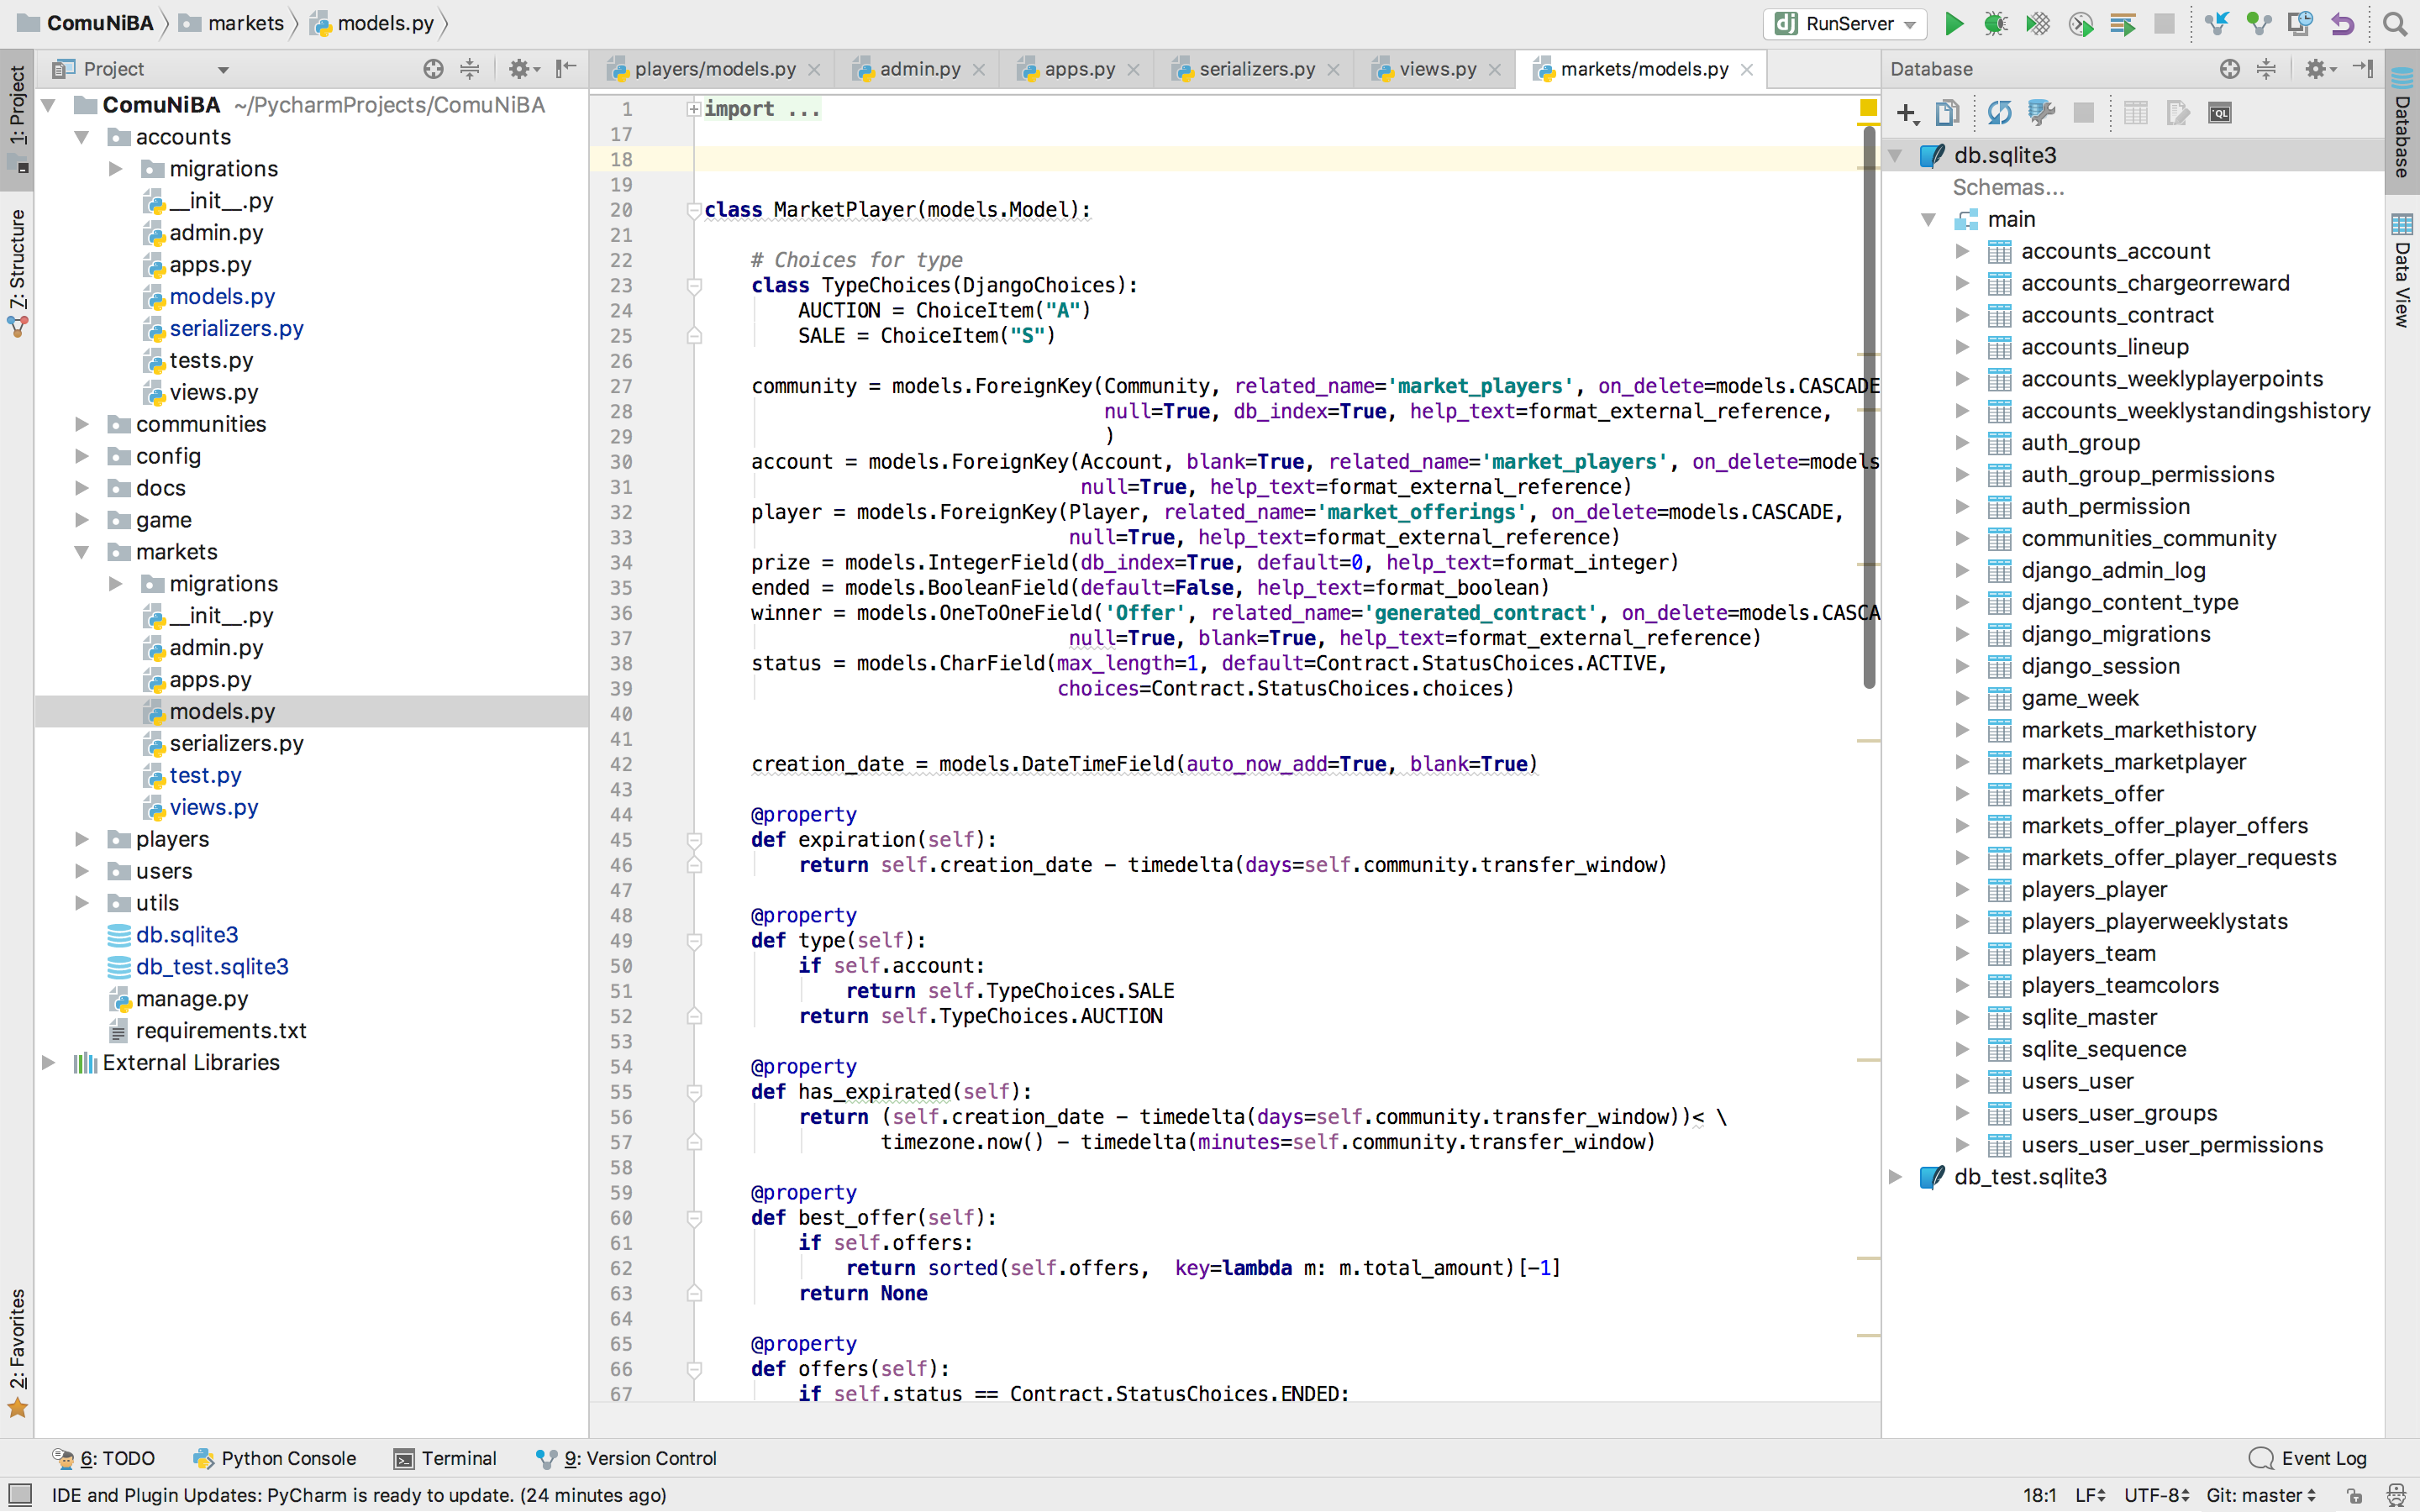 ComuNiBA
markets
models.py
RunServer
1: Project
7: Structure
2: Favorites
Project
ComuNiBA ~/PycharmProjects/ComuNiBA
accounts
migrations
__init__.py
admin.py
apps.py
models.py
serializers.py
tests.py
views.py
communities
config
docs
game
markets
migrations
__init__.py
admin.py
apps.py
models.py
serializers.py
test.py
views.py
players
users
utils
db.sqlite3
db_test.sqlite3
manage.py
requirements.txt
External Libraries
players/models.py
admin.py
apps.py
serializers.py
views.py
markets/models.py
1 import ...
17
18
19
20 class MarketPlayer(models.Model):
21
22     # Choices for type
23     class TypeChoices(DjangoChoices):
24         AUCTION = ChoiceItem("A")
25         SALE = ChoiceItem("S")
26
27     community = models.ForeignKey(Community, related_name='market_players', on_delete=models.CASCADE
28                                   null=True, db_index=True, help_text=format_external_reference,
29                                   )
30     account = models.ForeignKey(Account, blank=True, related_name='market_players', on_delete=models
31                                 null=True, help_text=format_external_reference)
32     player = models.ForeignKey(Player, related_name='market_offerings', on_delete=models.CASCADE,
33                                null=True, help_text=format_external_reference)
34     prize = models.IntegerField(db_index=True, default=0, help_text=format_integer)
35     ended = models.BooleanField(default=False, help_text=format_boolean)
36     winner = models.OneToOneField('Offer', related_name='generated_contract', on_delete=models.CASCA
37                                null=True, blank=True, help_text=format_external_reference)
38     status = models.CharField(max_length=1, default=Contract.StatusChoices.ACTIVE,
39                               choices=Contract.StatusChoices.choices)
40
41
42     creation_date = models.DateTimeField(auto_now_add=True, blank=True)
43
44     @property
45     def expiration(self):
46         return self.creation_date - timedelta(days=self.community.transfer_window)
47
48     @property
49     def type(self):
50         if self.account:
51             return self.TypeChoices.SALE
52         return self.TypeChoices.AUCTION
53
54     @property
55     def has_expirated(self):
56         return (self.creation_date - timedelta(days=self.community.transfer_window))< \
57                timezone.now() - timedelta(minutes=self.community.transfer_window)
58
59     @property
60     def best_offer(self):
61         if self.offers:
62             return sorted(self.offers,  key=lambda m: m.total_amount)[-1]
63         return None
64
65     @property
66     def offers(self):
67         if self.status == Contract.StatusChoices.ENDED:
Database
QL
db.sqlite3
Schemas...
main
accounts_account
accounts_chargeorreward
accounts_contract
accounts_lineup
accounts_weeklyplayerpoints
accounts_weeklystandingshistory
auth_group
auth_group_permissions
auth_permission
communities_community
django_admin_log
django_content_type
django_migrations
django_session
game_week
markets_markethistory
markets_marketplayer
markets_offer
markets_offer_player_offers
markets_offer_player_requests
players_player
players_playerweeklystats
players_team
players_teamcolors
sqlite_master
sqlite_sequence
users_user
users_user_groups
users_user_user_permissions
db_test.sqlite3
Database
Data View
6: TODO
Python Console
Terminal
9: Version Control
Event Log
IDE and Plugin Updates: PyCharm is ready to update. (24 minutes ago)
18:1 LF UTF-8 Git: master